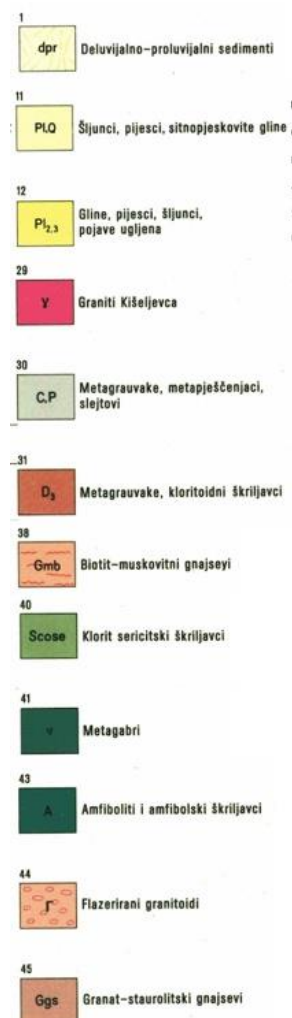 1
dpr Deluvijalno-proluvijalni sedimenti
11
Pl,Q Šljunci, pijesci, sitnopjeskovite gline
12
Pl2,3 Gline, pijesci, šljunci,
pojave ugljena
29
γ Graniti Kišeljevca
30
C,P Metagrauvake, metapješčenjaci,
slejtovi
31
D3 Metagrauvake, kloritoidni škriljavci
38
Gmb Biotit-muskovitni gnajsevi
40
Scose Klorit sericitski škriljavci
41
ν Metagabri
43
A Amfiboliti i amfibolski škriljavci
44
Γ Flazerirani granitoidi
45
Ggs Granat-staurolitski gnajsevi